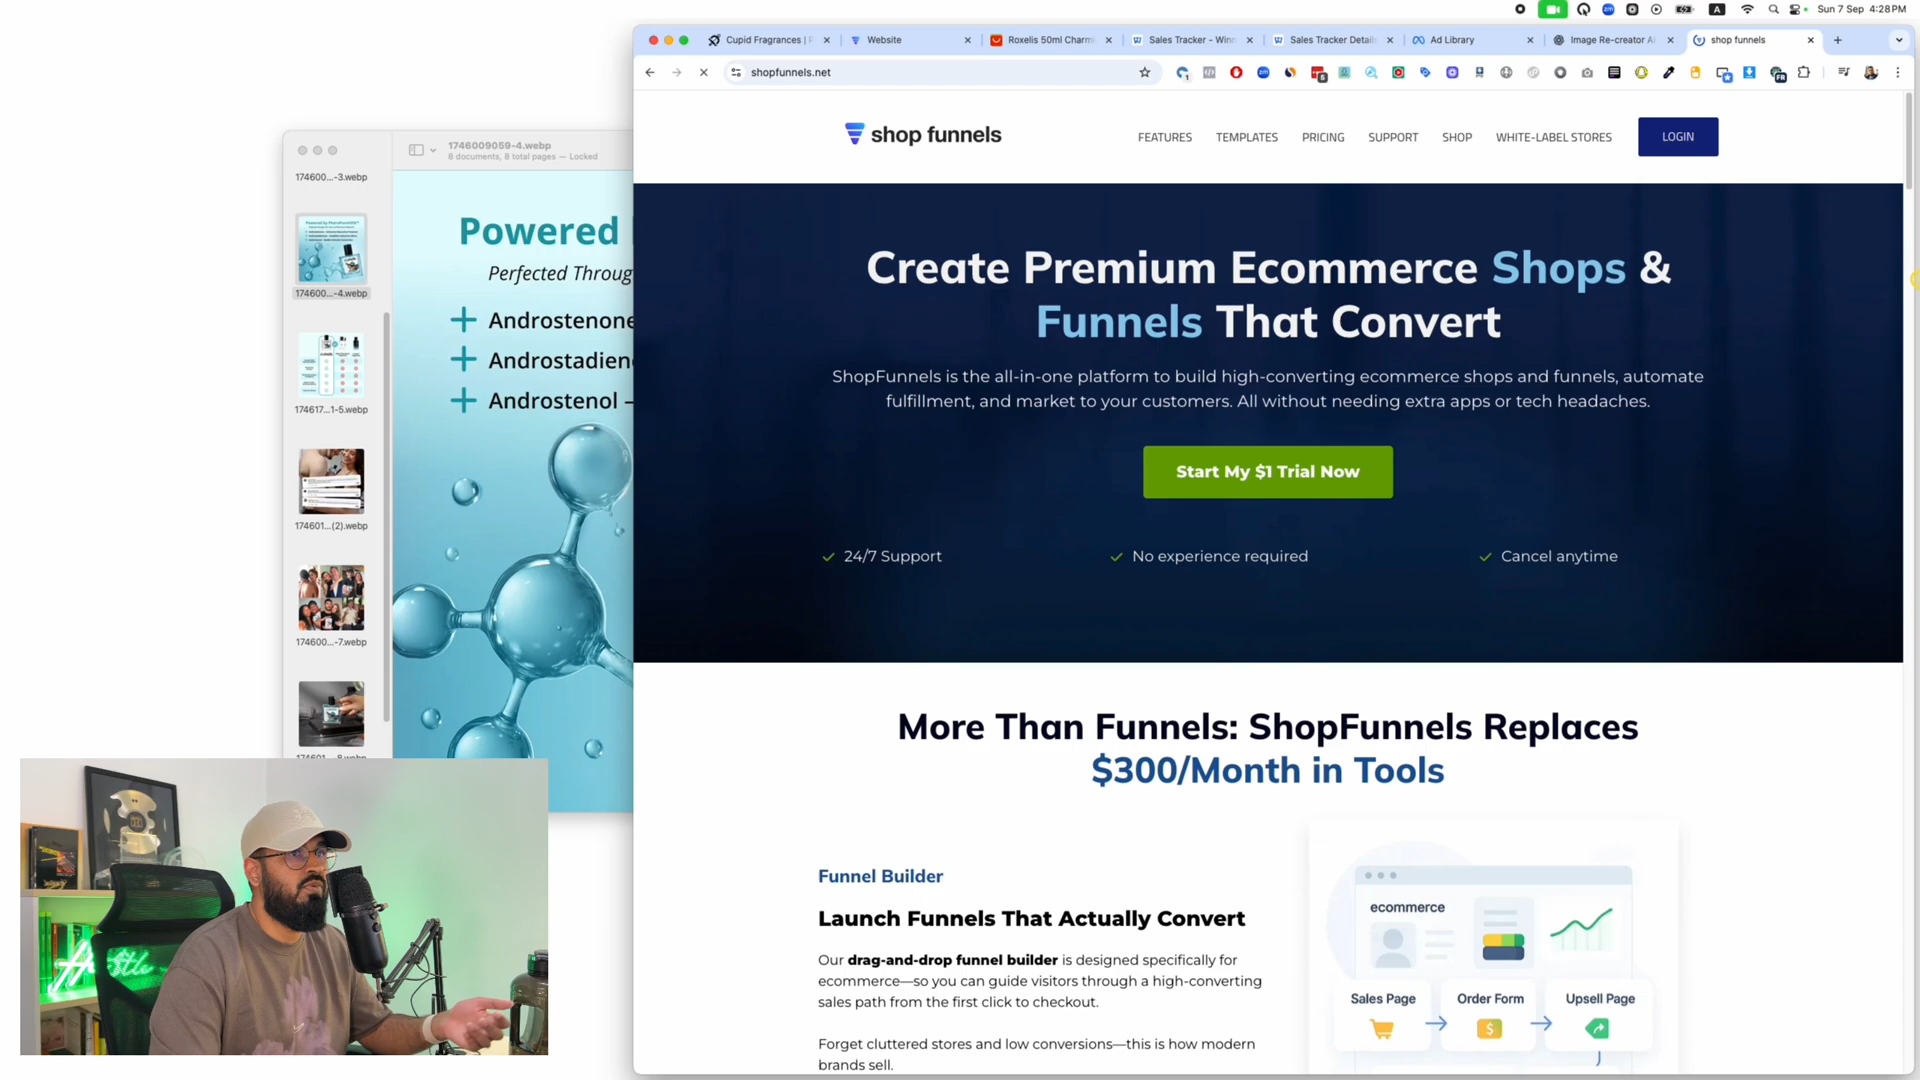 Sun 7 Sep 4:28 PM
Cupid Fragrances |
Website
Roxelis 50ml Charm
Sales Tracker - Winn
Sales Tracker Details
Ad Library
Image Re-creator A
shop funnels
shopfunnels.net
shop funnels
FEATURES
TEMPLATES
PRICING
SUPPORT
SHOP
WHITE-LABEL STORES
LOGIN
1746009059-4.webp
8 documents, 8 total pages — Locked
174600...-3.webp
174600...-4.webp
174617...1-5.webp
174601...(2).webp
174600...-7.webp
Powered
Perfected Throug
Androstenone
Androstadien
Androstenol –
Create Premium Ecommerce Shops &
Funnels That Convert
ShopFunnels is the all-in-one platform to build high-converting ecommerce shops and funnels, automate
fulfillment, and market to your customers. All without needing extra apps or tech headaches.
Start My $1 Trial Now
24/7 Support
No experience required
Cancel anytime
More Than Funnels: ShopFunnels Replaces
$300/Month in Tools
Funnel Builder
Launch Funnels That Actually Convert
Our drag-and-drop funnel builder is designed specifically for
ecommerce—so you can guide visitors through a high-converting
sales path from the first click to checkout.
Forget cluttered stores and low conversions—this is how modern
brands sell.
ecommerce
Sales Page
Order Form
Upsell Page
Hustle